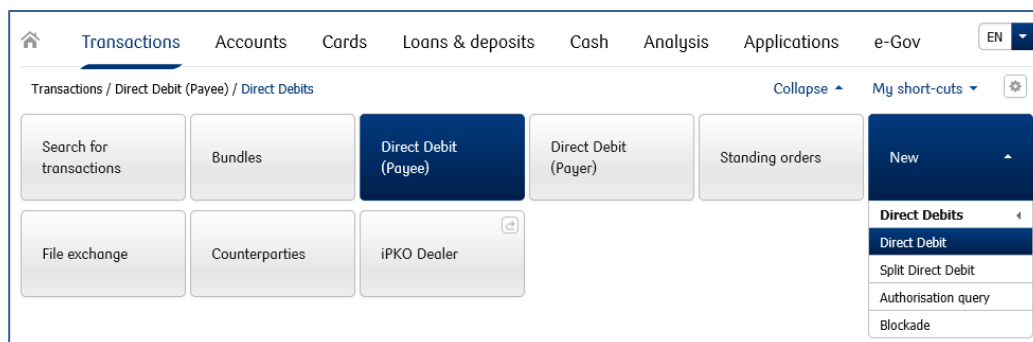 Transactions Accounts Cards Loans & deposits Cash Analysis Applications e-Gov EN
Transactions / Direct Debit (Payee) / Direct Debits Collapse My short-cuts
Search for
transactions
Bundles
Direct Debit
(Payee)
Direct Debit
(Payer)
Standing orders
New
File exchange
Counterparties
iPKO Dealer
Direct Debits
Direct Debit
Split Direct Debit
Authorisation query
Blockade